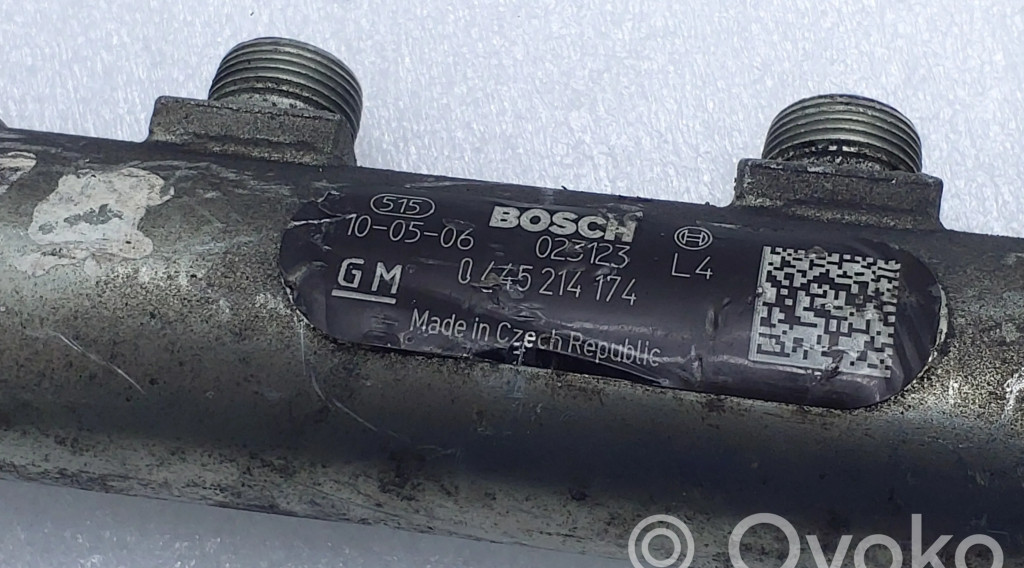 515 BOSCH
10-05-06 023123 L4
GM 0 445 214 174
Made in Czech Republic
© Ovoko